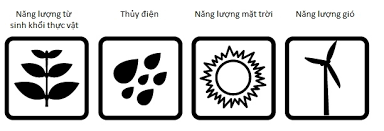 Năng lượng từ
sinh khối thực vật
Thủy điện
Năng lượng mặt trời
Năng lượng gió